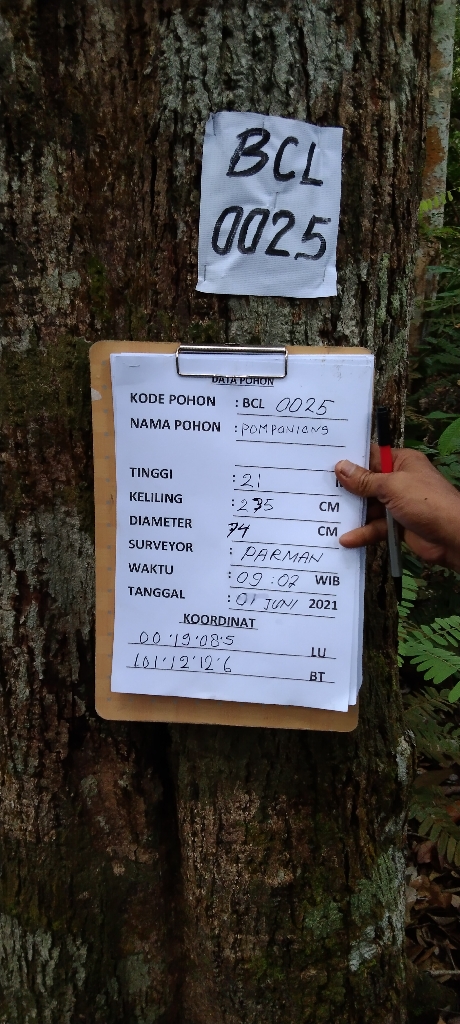 BCL
0025
DATA POHON
KODE POHON : BCL 0025
NAMA POHON : POMPONIONG
TINGGI : 21
KELILING : 235 CM
DIAMETER 74 CM
SURVEYOR : PARMAN
WAKTU : 09:02 WIB
TANGGAL : 01 JUNI 2021
KOORDINAT
00°19'08.5 LU
101°12'12.6 BT